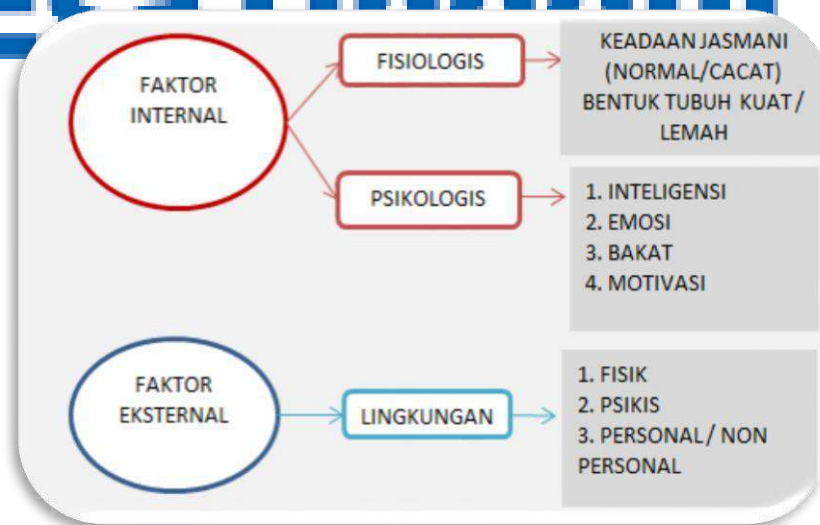 FAKTOR
INTERNAL
FISIOLOGIS
KEADAAN JASMANI
(NORMAL/CACAT)
BENTUK TUBUH KUAT/
LEMAH
PSIKOLOGIS
1. INTELIGENSI
2. EMOSI
3. BAKAT
4. MOTIVASI
FAKTOR
EKSTERNAL
LINGKUNGAN
1. FISIK
2. PSIKIS
3. PERSONAL/ NON
PERSONAL